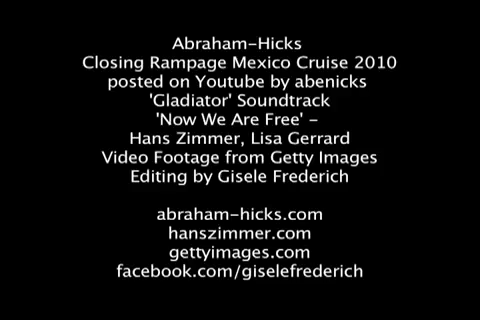 Abraham-Hicks
Closing Rampage Mexico Cruise 2010
posted on Youtube by abenicks
'Gladiator' Soundtrack
'Now We Are Free' -
Hans Zimmer, Lisa Gerrard
Video Footage from Getty Images
Editing by Gisele Frederich
abraham-hicks.com
hanszimmer.com
gettyimages.com
facebook.com/giselefrederich